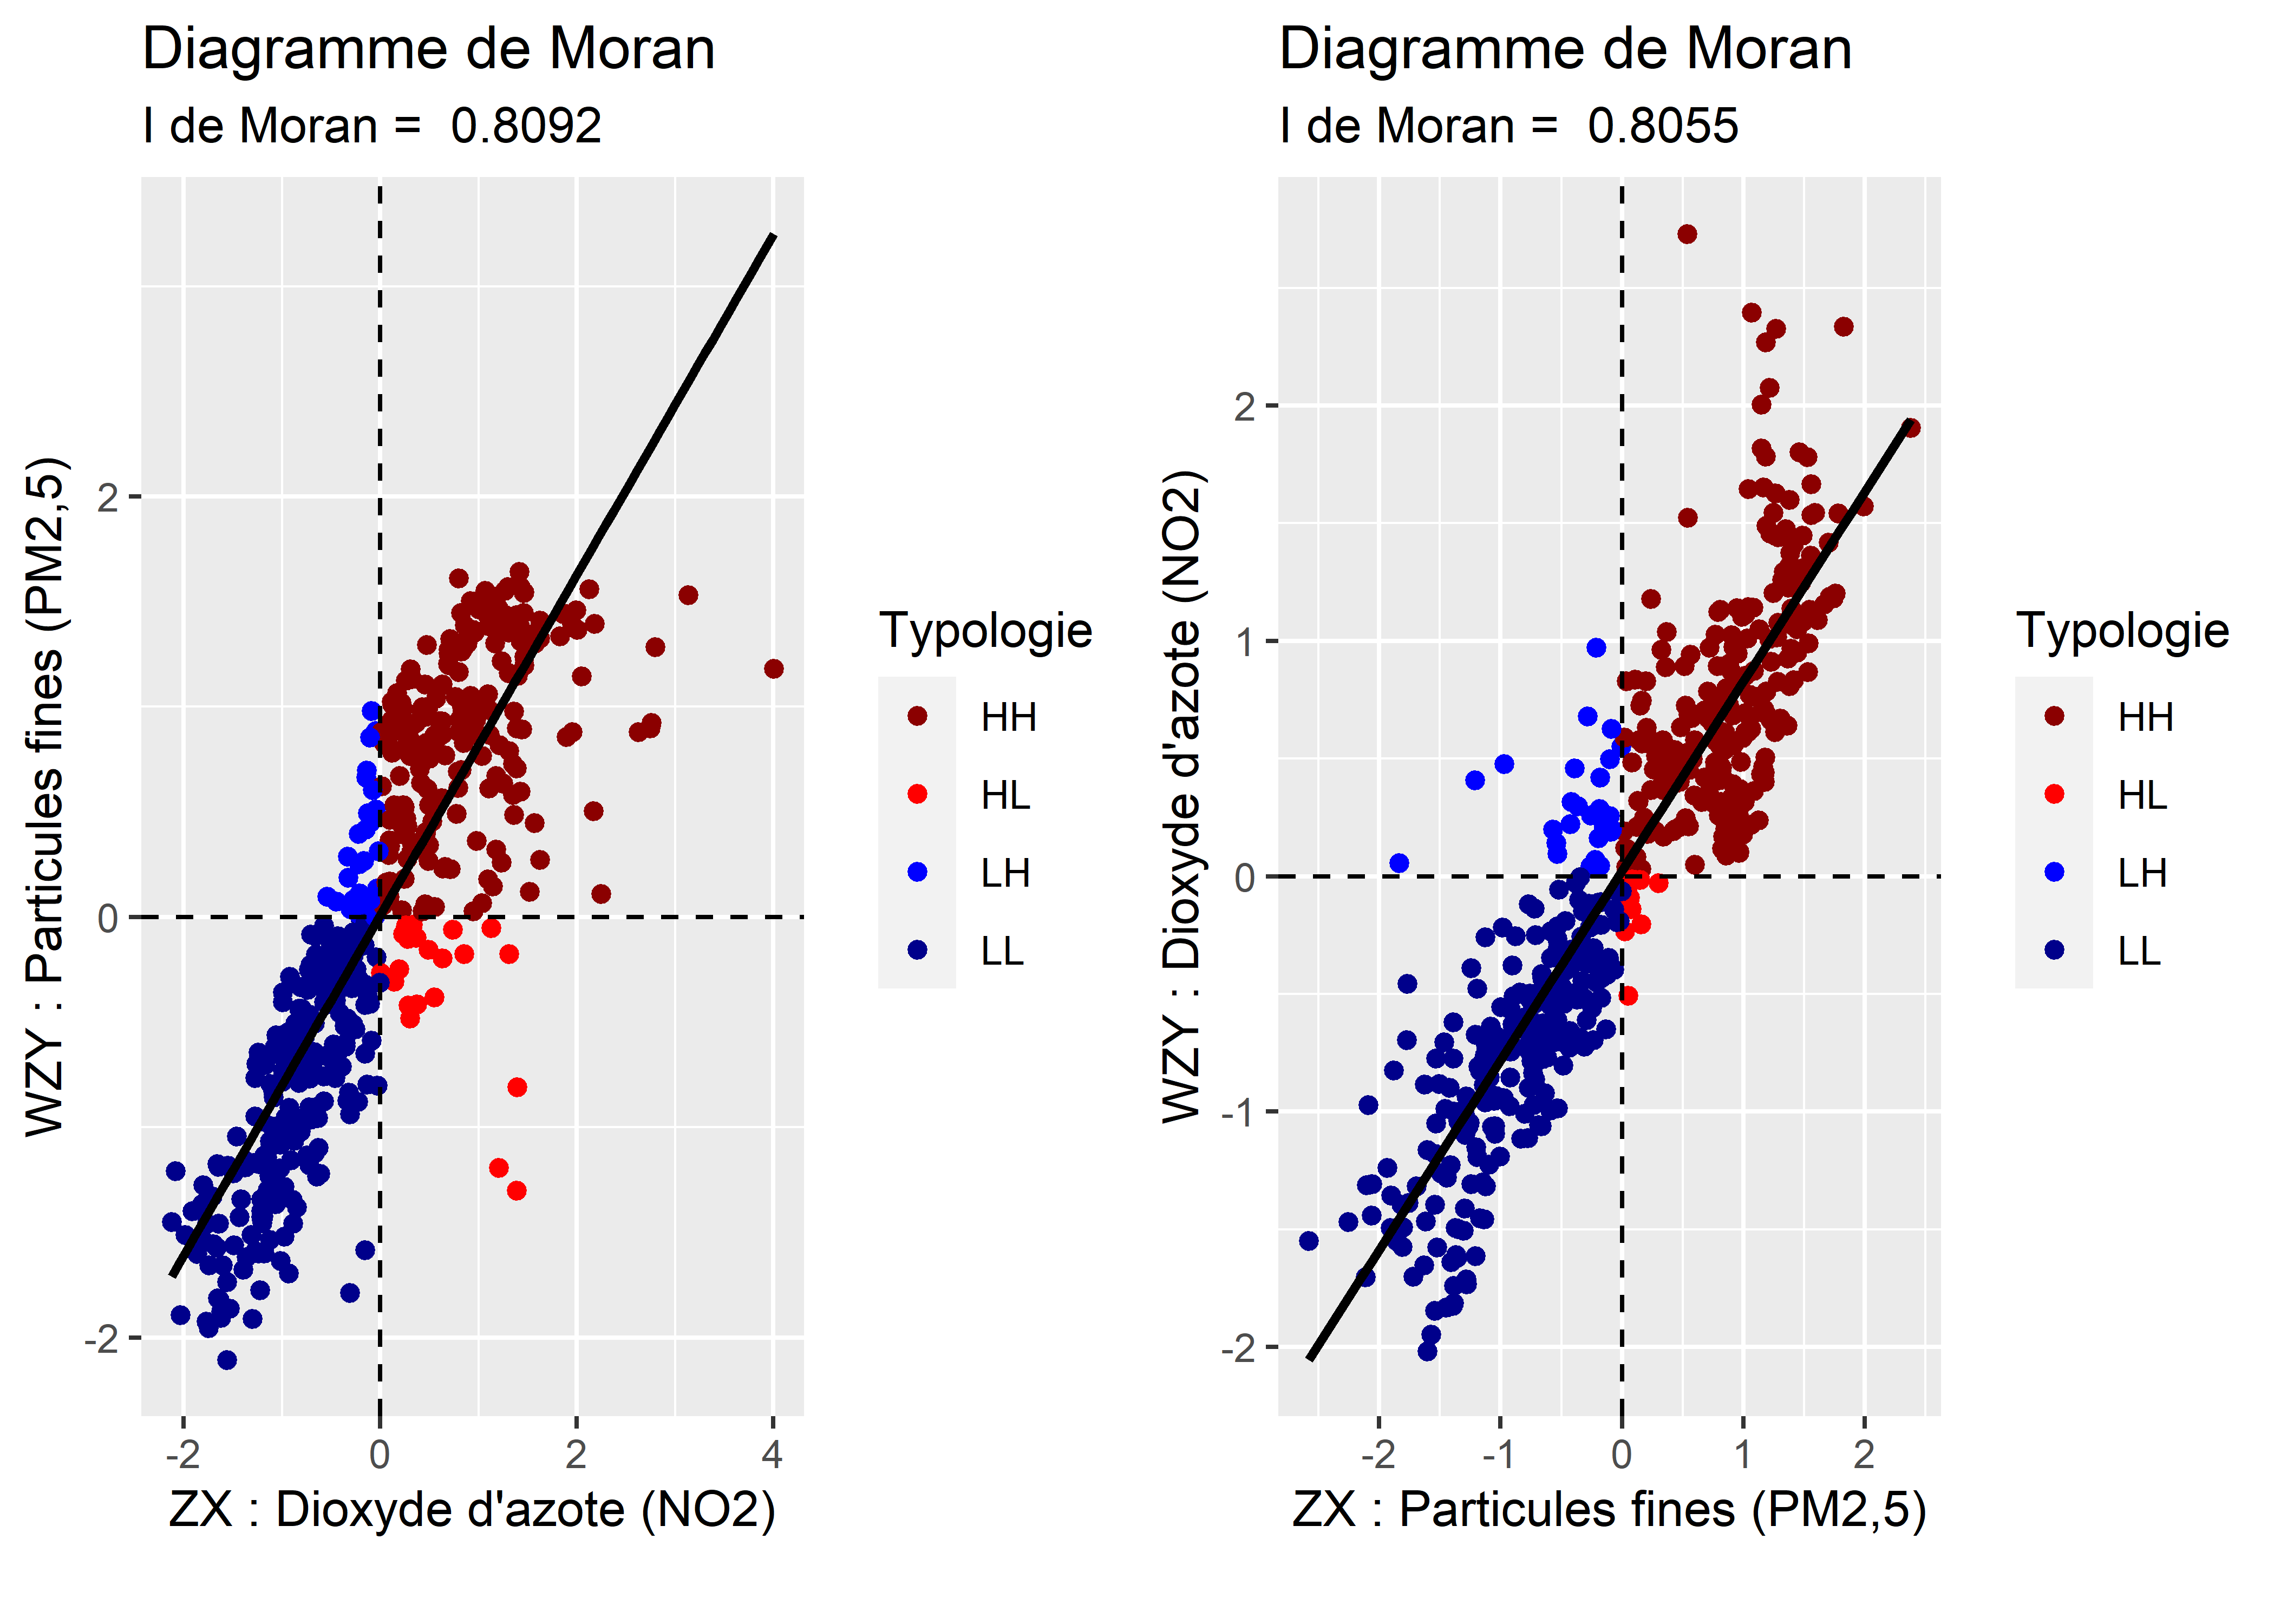 Diagramme de Moran
I de Moran =  0.8092
WZY : Particules fines (PM2,5)
2
0
-2
-2 0 2 4
ZX : Dioxyde d'azote (NO2)
Typologie
HH
HL
LH
LL
Diagramme de Moran
I de Moran =  0.8055
WZY : Dioxyde d'azote (NO2)
2
1
0
-1
-2
-2 -1 0 1 2
ZX : Particules fines (PM2,5)
Typologie
HH
HL
LH
LL